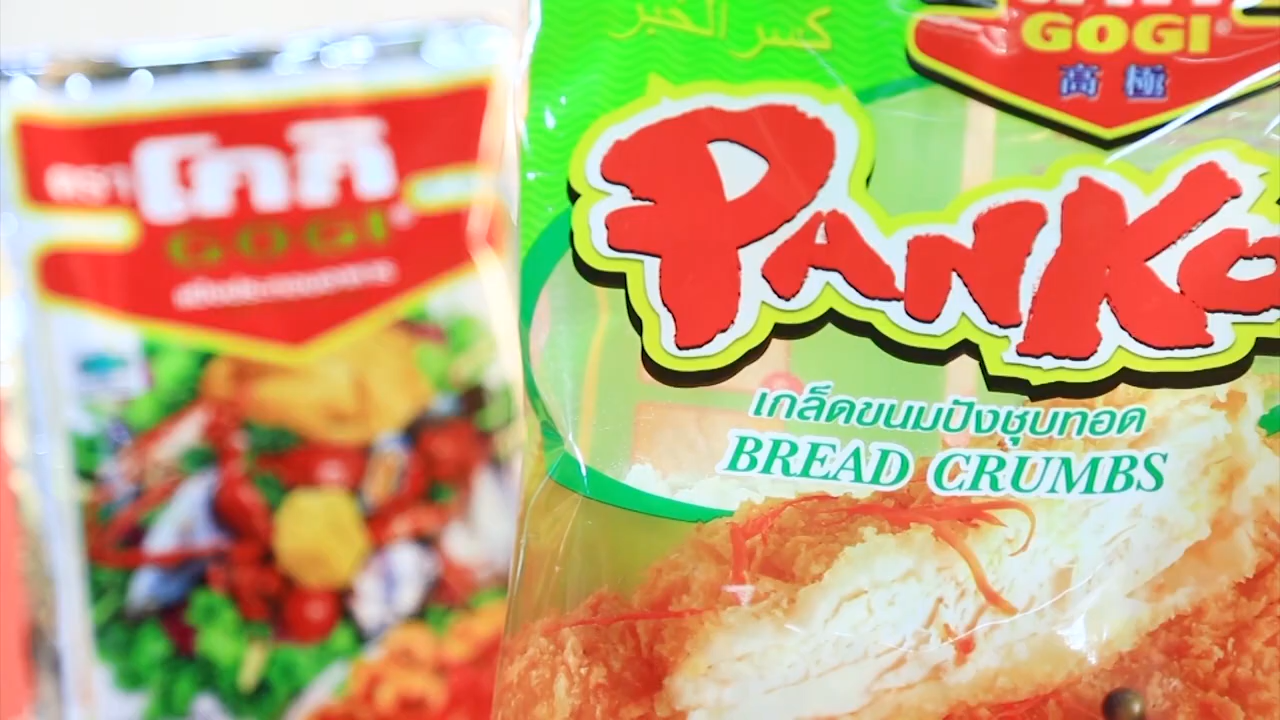 ตรา โกกิ
GOGI
كسر الخبز
GOGI
高極
PANKO
เกล็ดขนมปังชุบทอด
BREAD CRUMBS